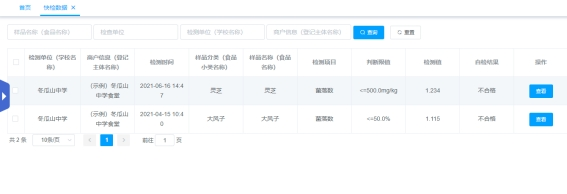 首页 快检数据 ×
样品名称（食品名称） 检查单位 检测单位（学校名称） 商户信息（登记主体名称） 查询 重置
检测单位（学校名称） 商户信息（登记主体名称） 检测时间 样品分类（食品小类名称） 样品名称（食品名称） 检测项目 判断限值 检测值 自检结果 操作
冬瓜山中学 （示例）冬瓜山中学食堂 2021-06-16 14:47 灵芝 灵芝 菌落数 <=500.0mg/kg 1.234 不合格 查看
冬瓜山中学 （示例）冬瓜山中学食堂 2021-04-15 10:40 大风子 大风子 菌落数 <=50.0% 1.115 不合格 查看
共 2 条 10条/页 < 1 > 前往 1 页